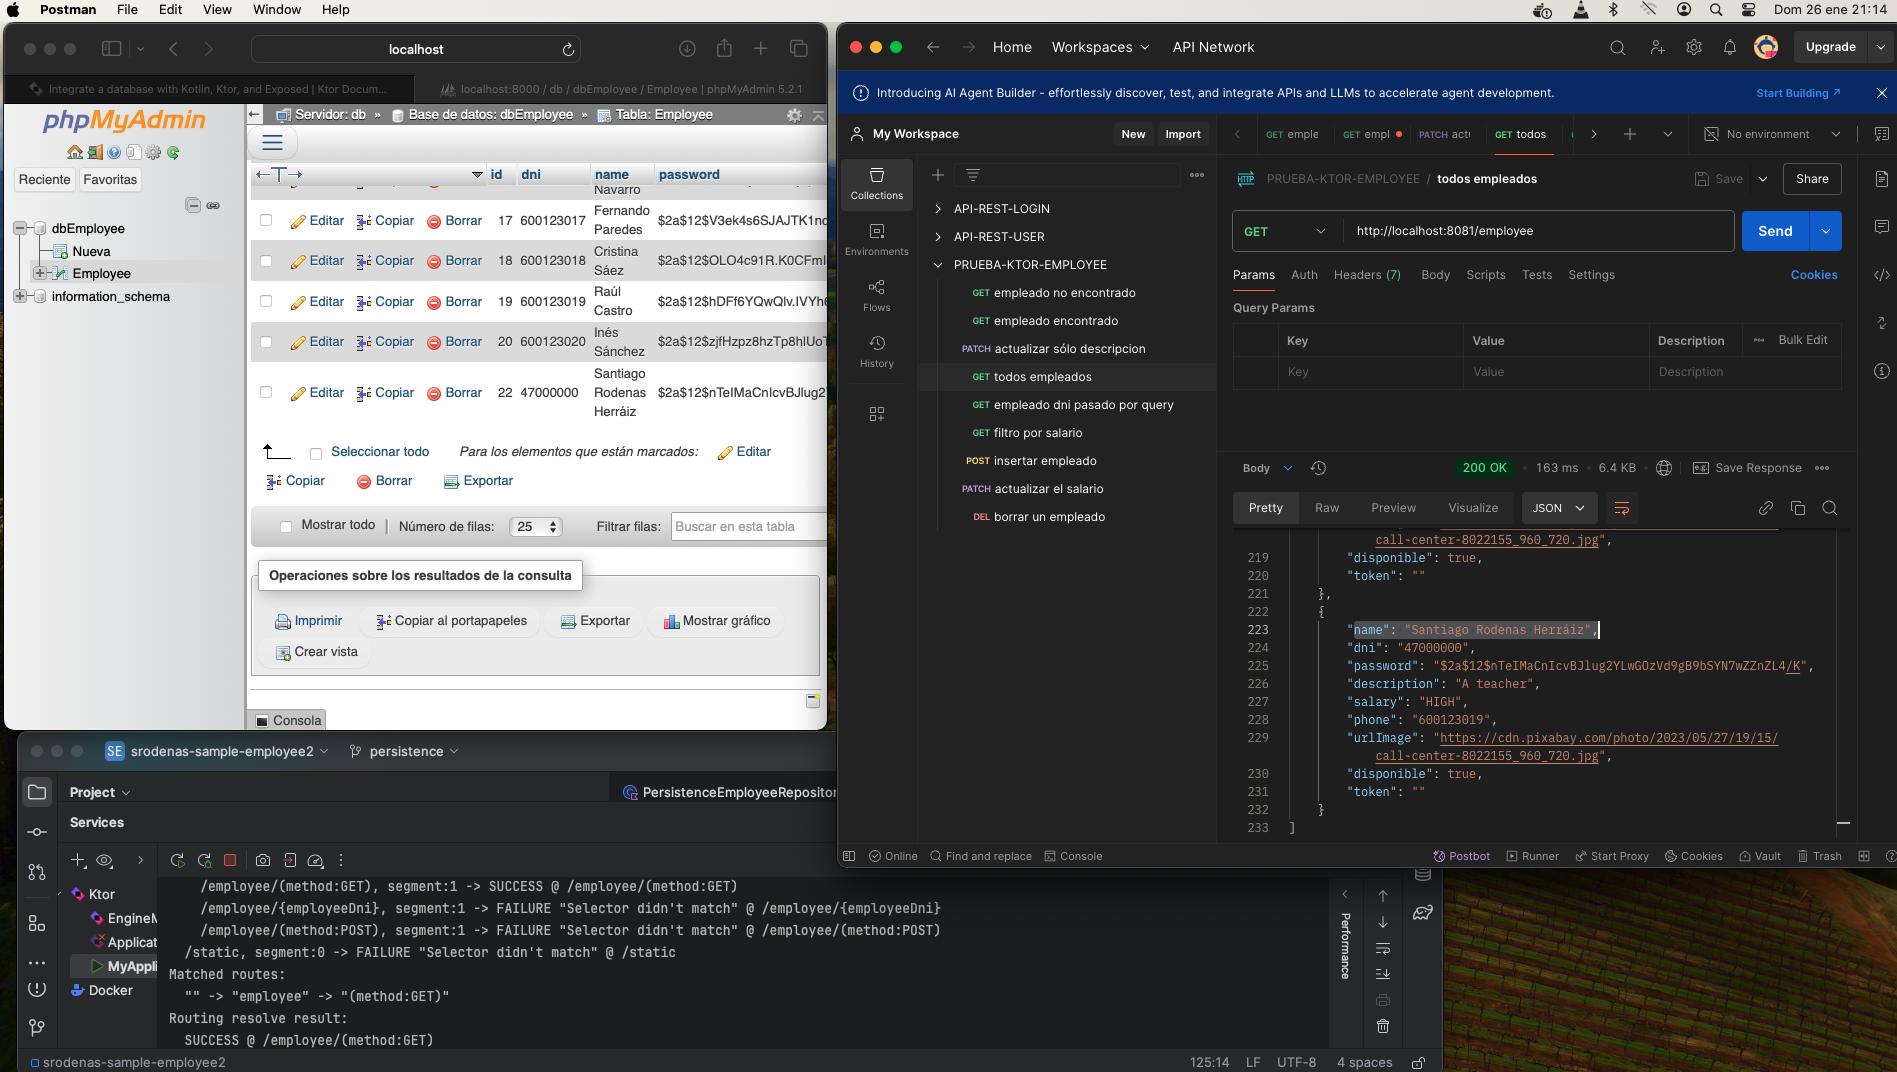 Postman File Edit View Window Help
Dom 26 ene 21:14
localhost
Integrate a database with Kotlin, Ktor, and Exposed | Ktor Docum...
localhost:8000 / db / dbEmployee / Employee | phpMyAdmin 5.2.1
phpMyAdmin
Reciente Favoritas
dbEmployee
Nueva
Employee
information_schema
Servidor: db » Base de datos: dbEmployee » Tabla: Employee
id dni name password
Navarro
Editar Copiar Borrar 17 600123017 Fernando Paredes
Editar Copiar Borrar 18 600123018 Cristina Sáez
Editar Copiar Borrar 19 600123019 Raúl Castro
Editar Copiar Borrar 20 600123020 Inés Sánchez
Editar Copiar Borrar 22 47000000 Santiago Rodenas Herráiz
Seleccionar todo Para los elementos que están marcados: Editar
Copiar Borrar Exportar
Mostrar todo | Número de filas: 25 Filtrar filas: Buscar en esta tabla
Operaciones sobre los resultados de la consulta
Imprimir Copiar al portapapeles Exportar Mostrar gráfico
Crear vista
Consola
Home Workspaces API Network
Upgrade
Introducing AI Agent Builder - effortlessly discover, test, and integrate APIs and LLMs to accelerate agent development.
Start Building
My Workspace New Import
GET emple GET empl PATCH actu GET todos
No environment
Collections
Environments
Flows
History
API-REST-LOGIN
API-REST-USER
PRUEBA-KTOR-EMPLOYEE
GET empleado no encontrado
GET empleado encontrado
PATCH actualizar sólo descripcion
GET todos empleados
GET empleado dni pasado por query
GET filtro por salario
POST insertar empleado
PATCH actualizar el salario
DEL borrar un empleado
HTTP PRUEBA-KTOR-EMPLOYEE / todos empleados
Save Share
GET http://localhost:8081/employee Send
Params Auth Headers (7) Body Scripts Tests Settings Cookies
Query Params
Key Value Description Bulk Edit
Key Value Description
Body 200 OK 163 ms 6.4 KB Save Response
Pretty Raw Preview Visualize JSON
call-center-8022155_960_720.jpg",
219 "disponible": true,
220 "token": ""
221 },
222 {
223 "name": "Santiago Rodenas Herráiz",
224 "dni": "47000000",
225 "password": "$2a$12$nTeIMaCnIcvBJlug2YLwGOzVd9gB9bSYN7wZZnZL4/K",
226 "description": "A teacher",
227 "salary": "HIGH",
228 "phone": "600123019",
229 "urlImage": "https://cdn.pixabay.com/photo/2023/05/27/19/15/
call-center-8022155_960_720.jpg",
230 "disponible": true,
231 "token": ""
232 }
233 ]
Online Find and replace Console Postbot Runner Start Proxy Cookies Vault Trash
SE srodenas-sample-employee2 persistence
Project
PersistenceEmployeeRepositor
Services
Ktor
EngineM
Applicat
MyAppli
Docker
/employee/(method:GET), segment:1 -> SUCCESS @ /employee/(method:GET)
/employee/{employeeDni}, segment:1 -> FAILURE "Selector didn't match" @ /employee/{employeeDni}
/employee/(method:POST), segment:1 -> FAILURE "Selector didn't match" @ /employee/(method:POST)
/static, segment:0 -> FAILURE "Selector didn't match" @ /static
Matched routes:
"" -> "employee" -> "(method:GET)"
Routing resolve result:
SUCCESS @ /employee/(method:GET)
Performance
srodenas-sample-employee2
125:14 LF UTF-8 4 spaces